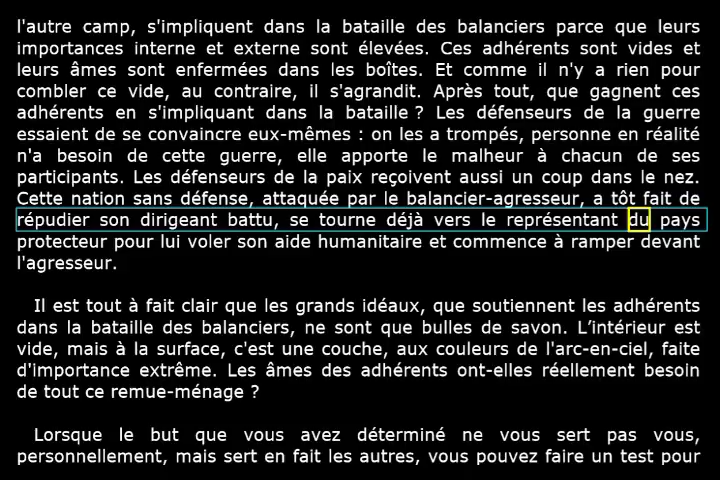 l'autre camp, s'impliquent dans la bataille des balanciers parce que leurs
importances interne et externe sont élevées. Ces adhérents sont vides et
leurs âmes sont enfermées dans les boîtes. Et comme il n'y a rien pour
combler ce vide, au contraire, il s'agrandit. Après tout, que gagnent ces
adhérents en s'impliquant dans la bataille ? Les défenseurs de la guerre
essaient de se convaincre eux-mêmes : on les a trompés, personne en réalité
n'a besoin de cette guerre, elle apporte le malheur à chacun de ses
participants. Les défenseurs de la paix reçoivent aussi un coup dans le nez.
Cette nation sans défense, attaquée par le balancier-agresseur, a tôt fait de
répudier son dirigeant battu, se tourne déjà vers le représentant du pays
protecteur pour lui voler son aide humanitaire et commence à ramper devant
l'agresseur.
Il est tout à fait clair que les grands idéaux, que soutiennent les adhérents
dans la bataille des balanciers, ne sont que bulles de savon. L’intérieur est
vide, mais à la surface, c'est une couche, aux couleurs de l'arc-en-ciel, faite
d'importance extrême. Les âmes des adhérents ont-elles réellement besoin
de tout ce remue-ménage ?
Lorsque le but que vous avez déterminé ne vous sert pas vous,
personnellement, mais sert en fait les autres, vous pouvez faire un test pour